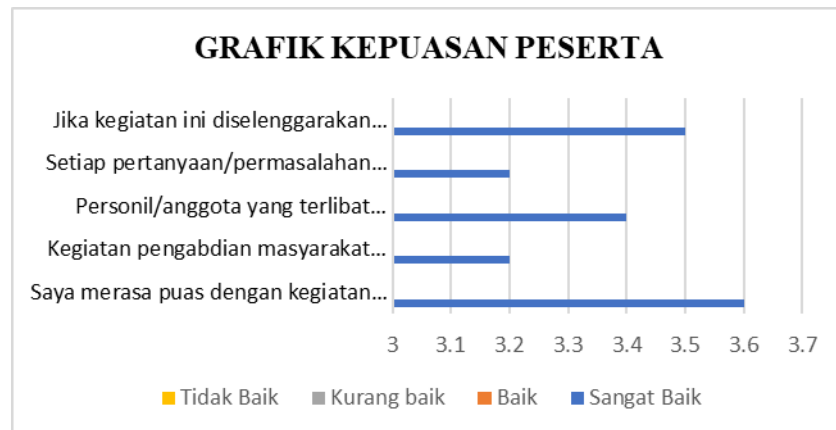 GRAFIK KEPUASAN PESERTA
Jika kegiatan ini diselenggarakan...
Setiap pertanyaan/permasalahan...
Personil/anggota yang terlibat...
Kegiatan pengabdian masyarakat...
Saya merasa puas dengan kegiatan...
3 3.1 3.2 3.3 3.4 3.5 3.6 3.7
Tidak Baik Kurang baik Baik Sangat Baik